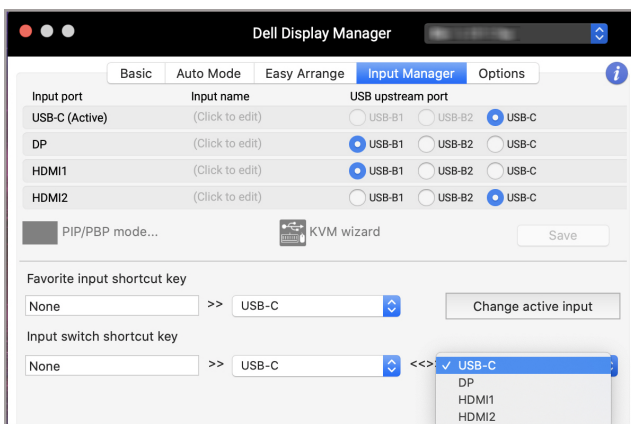 Dell Display Manager
Basic Auto Mode Easy Arrange Input Manager Options i
Input port Input name USB upstream port
USB-C (Active) (Click to edit) USB-B1 USB-B2 USB-C
DP (Click to edit) USB-B1 USB-B2 USB-C
HDMI1 (Click to edit) USB-B1 USB-B2 USB-C
HDMI2 (Click to edit) USB-B1 USB-B2 USB-C
PIP/PBP mode... KVM wizard Save
Favorite input shortcut key
None >> USB-C Change active input
Input switch shortcut key
None >> USB-C <<> ✓ USB-C
DP
HDMI1
HDMI2